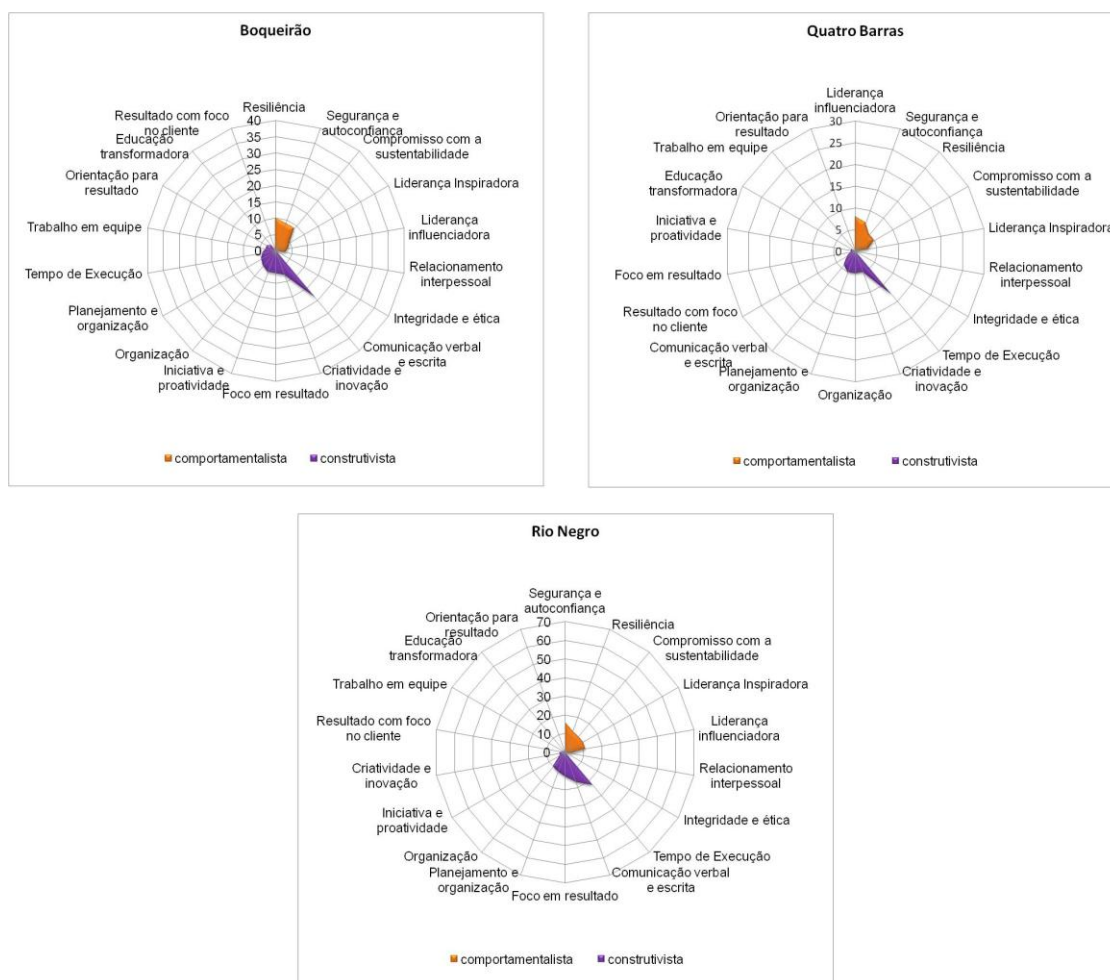 Boqueirão
Resiliência
Segurança e
autoconfiança
Compromisso com a
sustentabilidade
Liderança Inspiradora
Liderança
influenciadora
Relacionamento
interpessoal
Integridade e ética
Comunicação verbal
e escrita
Criatividade e
inovação
Foco em resultado
Iniciativa e
proatividade
Organização
Planejamento e
organização
Tempo de Execução
Trabalho em equipe
Orientação para
resultado
Educação
transformadora
Resultado com foco
no cliente
40
35
30
25
20
15
10
5
0
comportamentalista
construtivista
Quatro Barras
Liderança
influenciadora
Segurança e
autoconfiança
Resiliência
Compromisso com a
sustentabilidade
Liderança Inspiradora
Relacionamento
interpessoal
Integridade e ética
Tempo de Execução
Criatividade e
inovação
Organização
Planejamento e
organização
Comunicação verbal
e escrita
Resultado com foco
no cliente
Foco em resultado
Iniciativa e
proatividade
Educação
transformadora
Trabalho em equipe
Orientação para
resultado
30
25
20
15
10
5
0
comportamentalista
construtivista
Rio Negro
Segurança e
autoconfiança
Resiliência
Compromisso com a
sustentabilidade
Liderança Inspiradora
Liderança
influenciadora
Relacionamento
interpessoal
Integridade e ética
Tempo de Execução
Comunicação verbal
e escrita
Foco em resultado
Planejamento e
organização
Organização
Iniciativa e
proatividade
Criatividade e
inovação
Resultado com foco
no cliente
Trabalho em equipe
Educação
transformadora
Orientação para
resultado
70
60
50
40
30
20
10
0
comportamentalista
construtivista